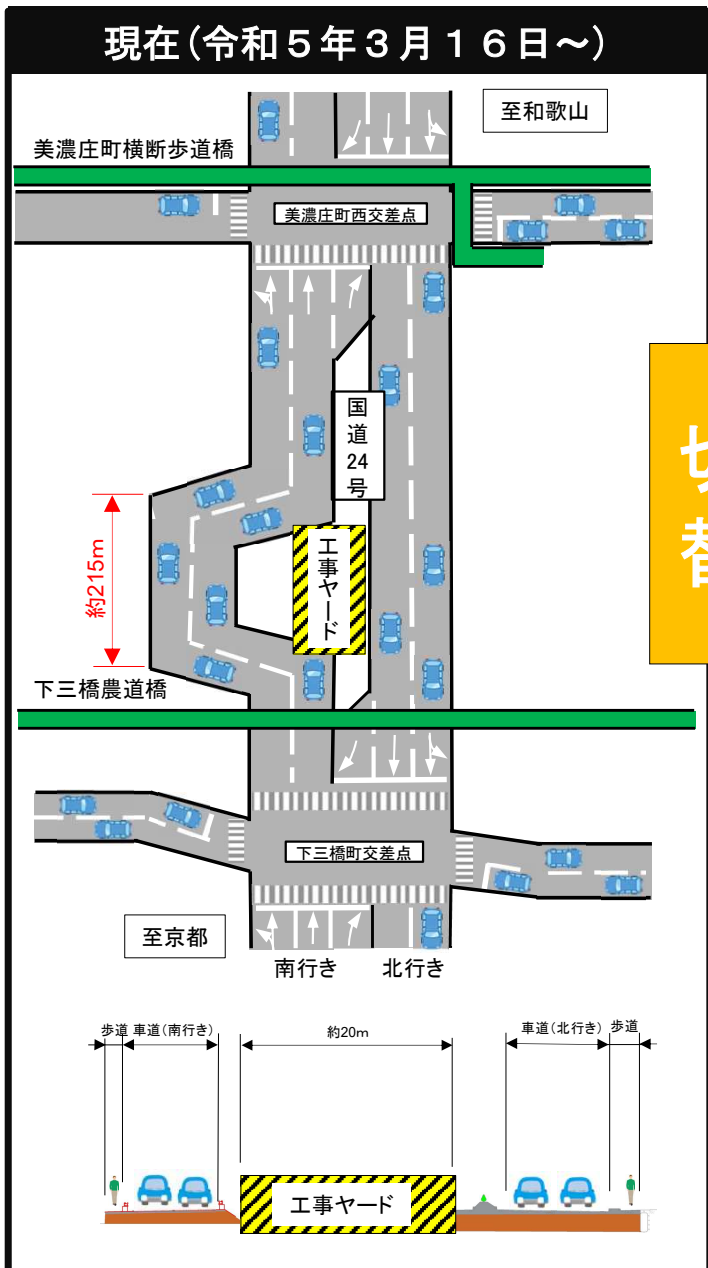 現在(令和5年3月16日~)
至和歌山
美濃庄町横断歩道橋
美濃庄町西交差点
国道24号
切
替
工事ヤード
約215m
下三橋農道橋
下三橋町交差点
至京都
南行き
北行き
歩道
車道(南行き)
約20m
車道(北行き)
歩道
工事ヤード